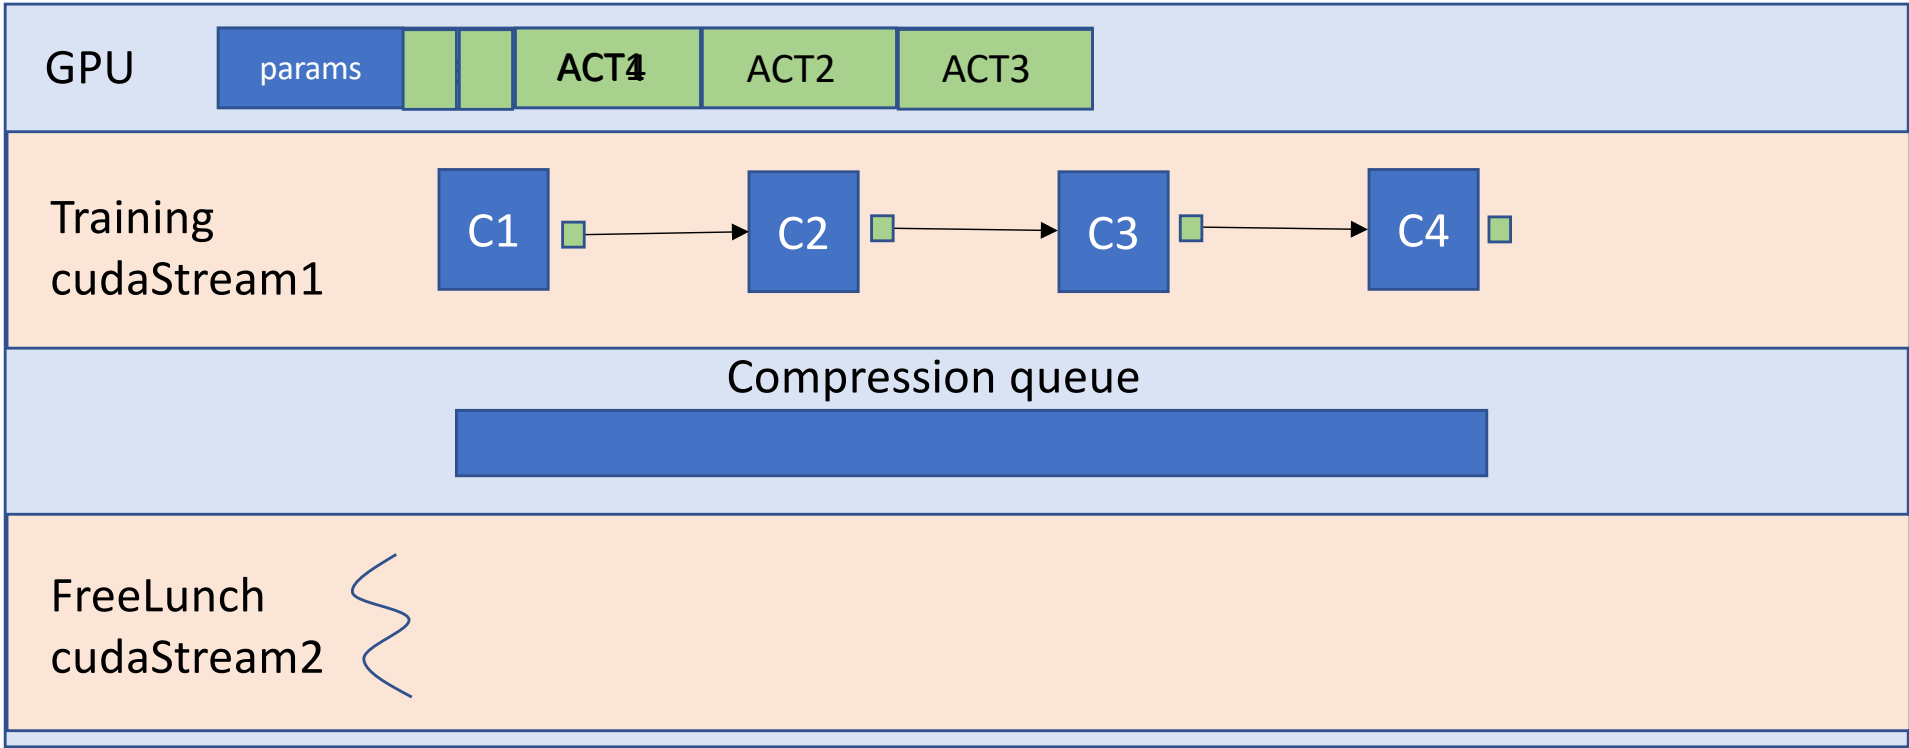 GPU
params
ACT2
ACT3
Training
cudaStream1
C1
C2
C3
C4
Compression queue
FreeLunch
cudaStream2